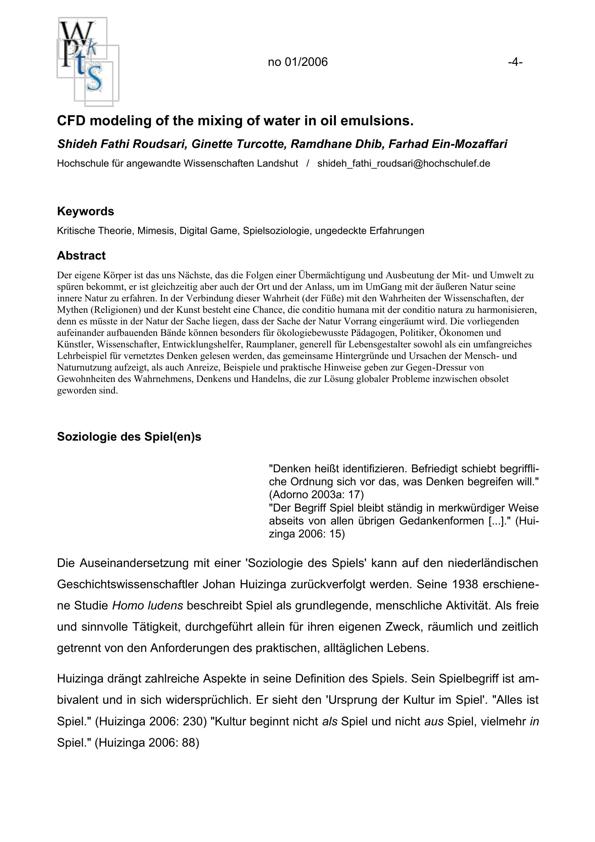 W
P k
t s
S
no 01/2006 -4-
CFD modeling of the mixing of water in oil emulsions.
Shideh Fathi Roudsari, Ginette Turcotte, Ramdhane Dhib, Farhad Ein-Mozaffari
Hochschule für angewandte Wissenschaften Landshut / shideh_fathi_roudsari@hochschulef.de
Keywords
Kritische Theorie, Mimesis, Digital Game, Spielsoziologie, ungedeckte Erfahrungen
Abstract
Der eigene Körper ist das uns Nächste, das die Folgen einer Übermächtigung und Ausbeutung der Mit- und Umwelt zu
spüren bekommt, er ist gleichzeitig aber auch der Ort und der Anlass, um im UmGang mit der äußeren Natur seine
innere Natur zu erfahren. In der Verbindung dieser Wahrheit (der Füße) mit den Wahrheiten der Wissenschaften, der
Mythen (Religionen) und der Kunst besteht eine Chance, die conditio humana mit der conditio natura zu harmonisieren,
denn es müsste in der Natur der Sache liegen, dass der Sache der Natur Vorrang eingeräumt wird. Die vorliegenden
aufeinander aufbauenden Bände können besonders für ökologiebewusste Pädagogen, Politiker, Ökonomen und
Künstler, Wissenschafter, Entwicklungshelfer, Raumplaner, generell für Lebensgestalter sowohl als ein umfangreiches
Lehrbeispiel für vernetztes Denken gelesen werden, das gemeinsame Hintergründe und Ursachen der Mensch- und
Naturnutzung aufzeigt, als auch Anreize, Beispiele und praktische Hinweise geben zur Gegen-Dressur von
Gewohnheiten des Wahrnehmens, Denkens und Handelns, die zur Lösung globaler Probleme inzwischen obsolet
geworden sind.
Soziologie des Spiel(en)s
"Denken heißt identifizieren. Befriedigt schiebt begriffli-
che Ordnung sich vor das, was Denken begreifen will."
(Adorno 2003a: 17)
"Der Begriff Spiel bleibt ständig in merkwürdiger Weise
abseits von allen übrigen Gedankenformen [...]." (Hui-
zinga 2006: 15)
Die Auseinandersetzung mit einer 'Soziologie des Spiels' kann auf den niederländischen
Geschichtswissenschaftler Johan Huizinga zurückverfolgt werden. Seine 1938 erschiene-
ne Studie Homo ludens beschreibt Spiel als grundlegende, menschliche Aktivität. Als freie
und sinnvolle Tätigkeit, durchgeführt allein für ihren eigenen Zweck, räumlich und zeitlich
getrennt von den Anforderungen des praktischen, alltäglichen Lebens.
Huizinga drängt zahlreiche Aspekte in seine Definition des Spiels. Sein Spielbegriff ist am-
bivalent und in sich widersprüchlich. Er sieht den 'Ursprung der Kultur im Spiel'. "Alles ist
Spiel." (Huizinga 2006: 230) "Kultur beginnt nicht als Spiel und nicht aus Spiel, vielmehr in
Spiel." (Huizinga 2006: 88)